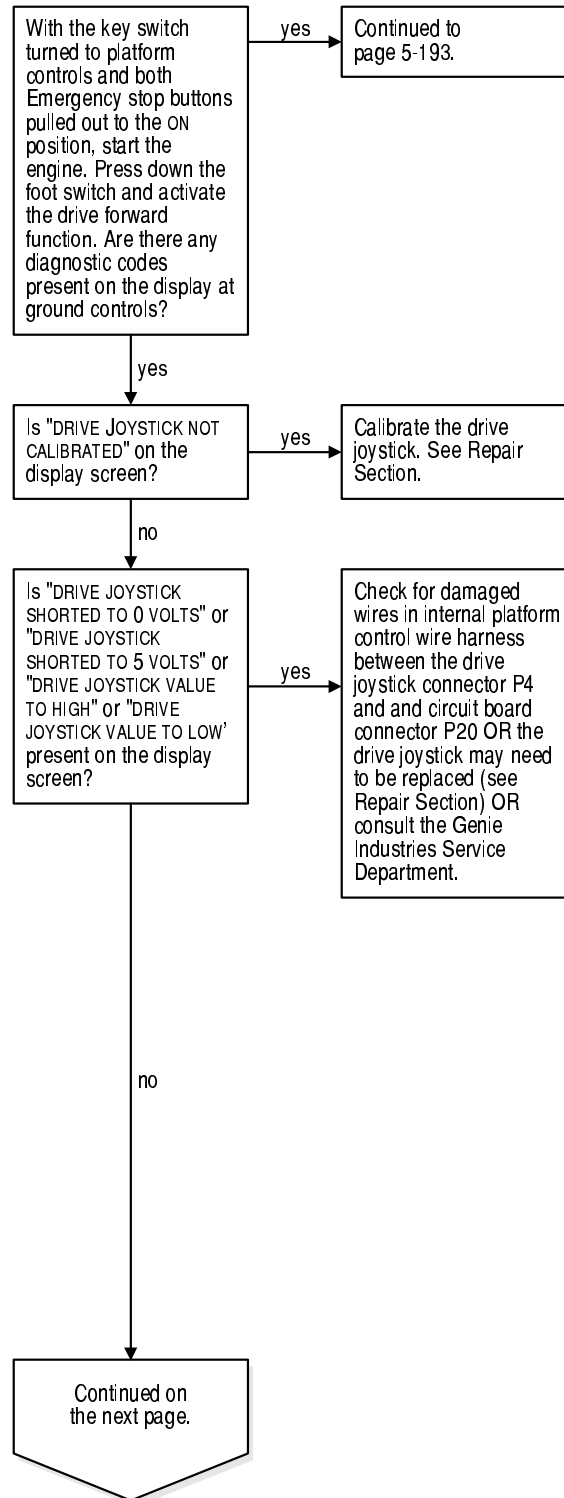 With the key switch
turned to platform
controls and both
Emergency stop buttons
pulled out to the ON
position, start the
engine. Press down the
foot switch and activate
the drive forward
function. Are there any
diagnostic codes
present on the display at
ground controls?
yes
Continued to
page 5-193.
yes
Is "DRIVE JOYSTICK NOT
CALIBRATED" on the
display screen?
yes
Calibrate the drive
joystick. See Repair
Section.
no
Is "DRIVE JOYSTICK
SHORTED TO 0 VOLTS" or
"DRIVE JOYSTICK
SHORTED TO 5 VOLTS" or
"DRIVE JOYSTICK VALUE
TO HIGH" or "DRIVE
JOYSTICK VALUE TO LOW'
present on the display
screen?
yes
Check for damaged
wires in internal platform
control wire harness
between the drive
joystick connector P4
and and circuit board
connector P20 OR the
drive joystick may need
to be replaced (see
Repair Section) OR
consult the Genie
Industries Service
Department.
no
Continued on
the next page.